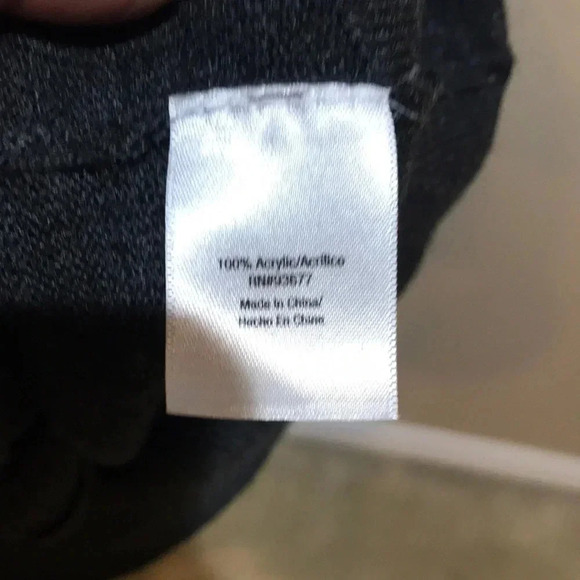 100% Acrylic/Acrilico
RN#93677
Made In China/
Hecho En China